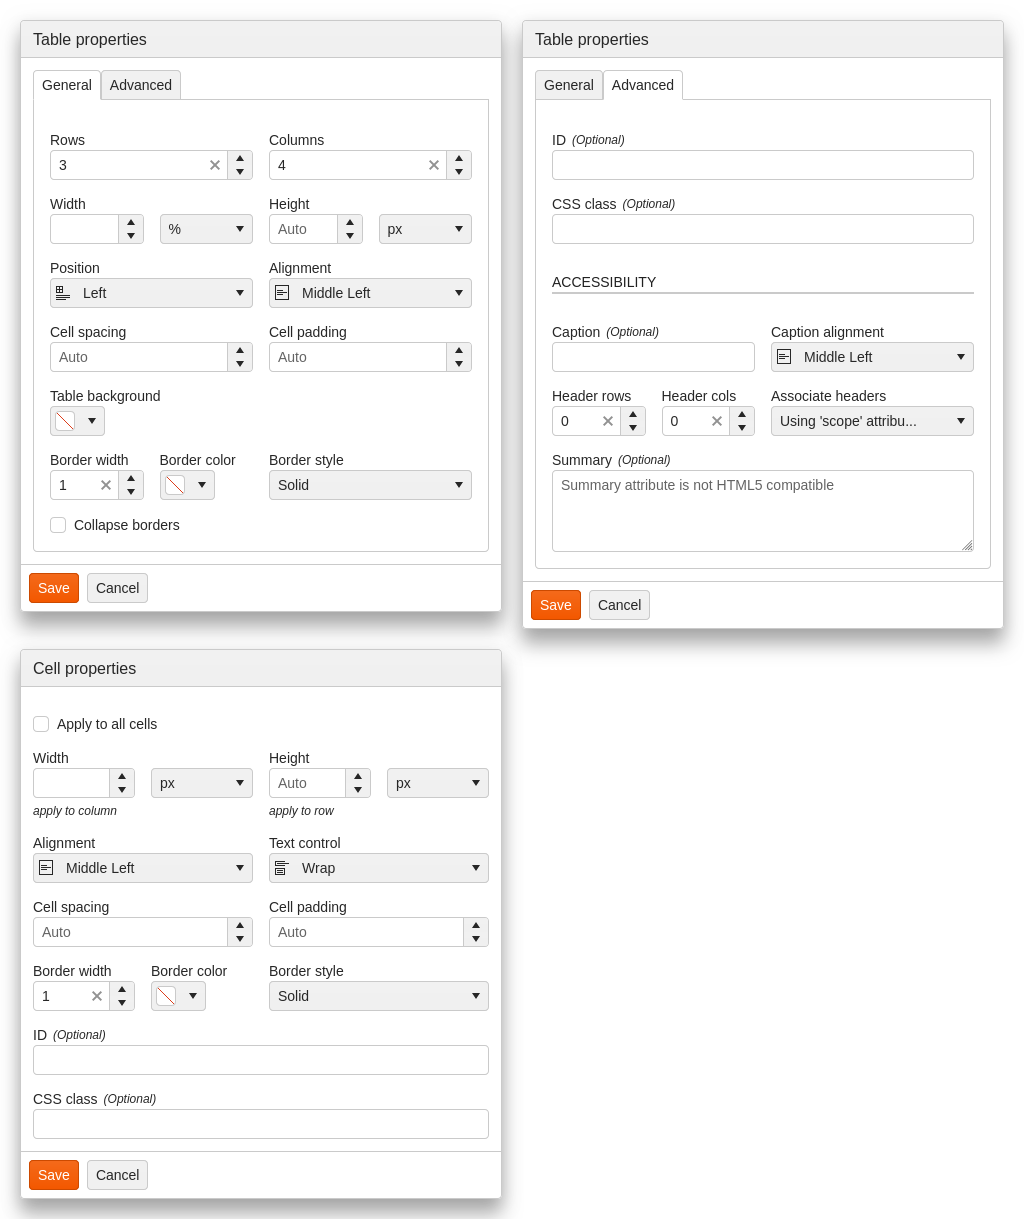 Table properties
General Advanced
Rows Columns
3 4
Width Height
% Auto px
Position Alignment
Left Middle Left
Cell spacing Cell padding
Auto Auto
Table background
Border width Border color Border style
1 Solid
Collapse borders
Save Cancel
Table properties
General Advanced
ID (Optional)
CSS class (Optional)
ACCESSIBILITY
Caption (Optional) Caption alignment
Middle Left
Header rows Header cols Associate headers
0 0 Using 'scope' attribu...
Summary (Optional)
Summary attribute is not HTML5 compatible
Save Cancel
Cell properties
Apply to all cells
Width Height
px Auto px
apply to column apply to row
Alignment Text control
Middle Left Wrap
Cell spacing Cell padding
Auto Auto
Border width Border color Border style
1 Solid
ID (Optional)
CSS class (Optional)
Save Cancel